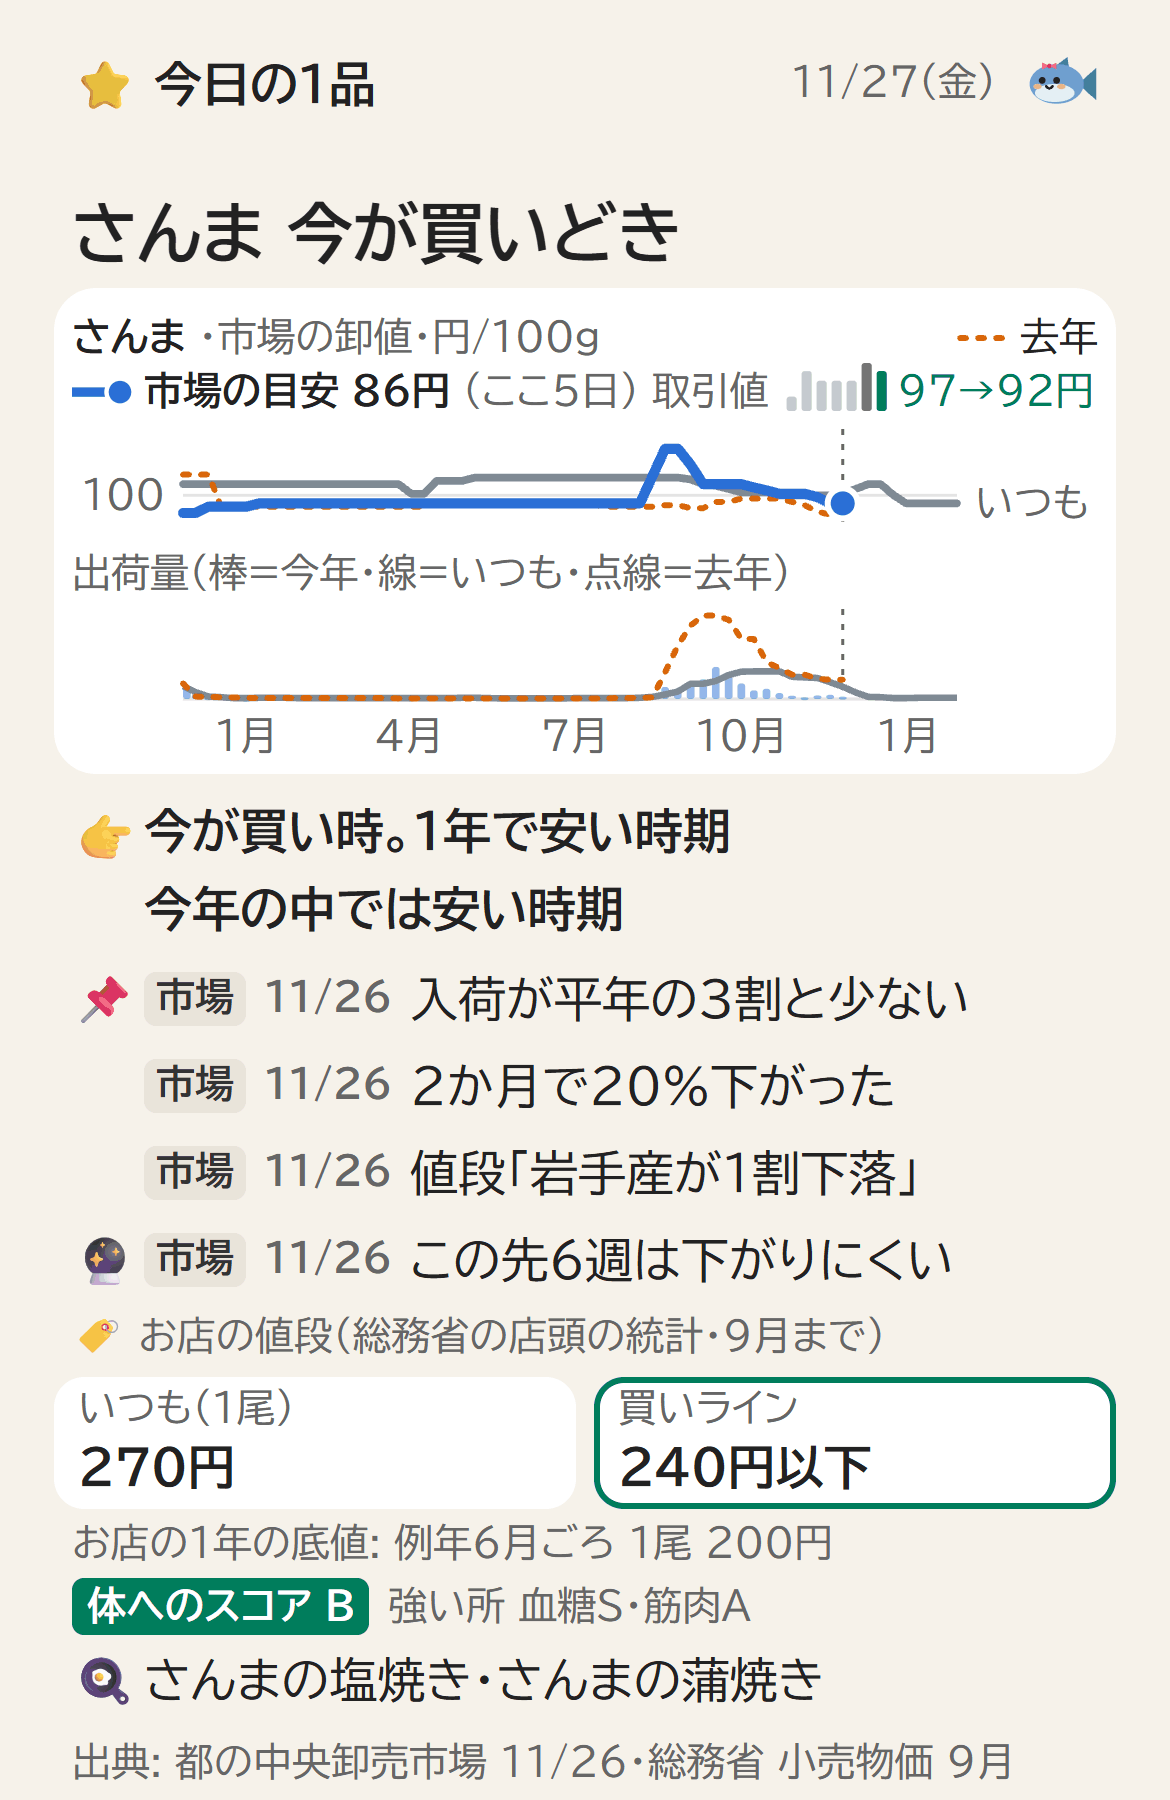 今日の1品
11/27(金)
さんま 今が買いどき
さんま ・市場の卸値・円/100g
去年
市場の目安 86円 (ここ5日) 取引値 97→92円
100
いつも
出荷量(棒=今年・線=いつも・点線=去年)
1月 4月 7月 10月 1月
今が買い時。1年で安い時期
今年の中では安い時期
市場 11/26 入荷が平年の3割と少ない
市場 11/26 2か月で20%下がった
市場 11/26 値段「岩手産が1割下落」
市場 11/26 この先6週は下がりにくい
お店の値段(総務省の店頭の統計・9月まで)
いつも(1尾)
270円
買いライン
240円以下
お店の1年の底値: 例年6月ごろ 1尾 200円
体へのスコア B 強い所 血糖S・筋肉A
さんまの塩焼き・さんまの蒲焼き
出典: 都の中央卸売市場 11/26・総務省 小売物価 9月